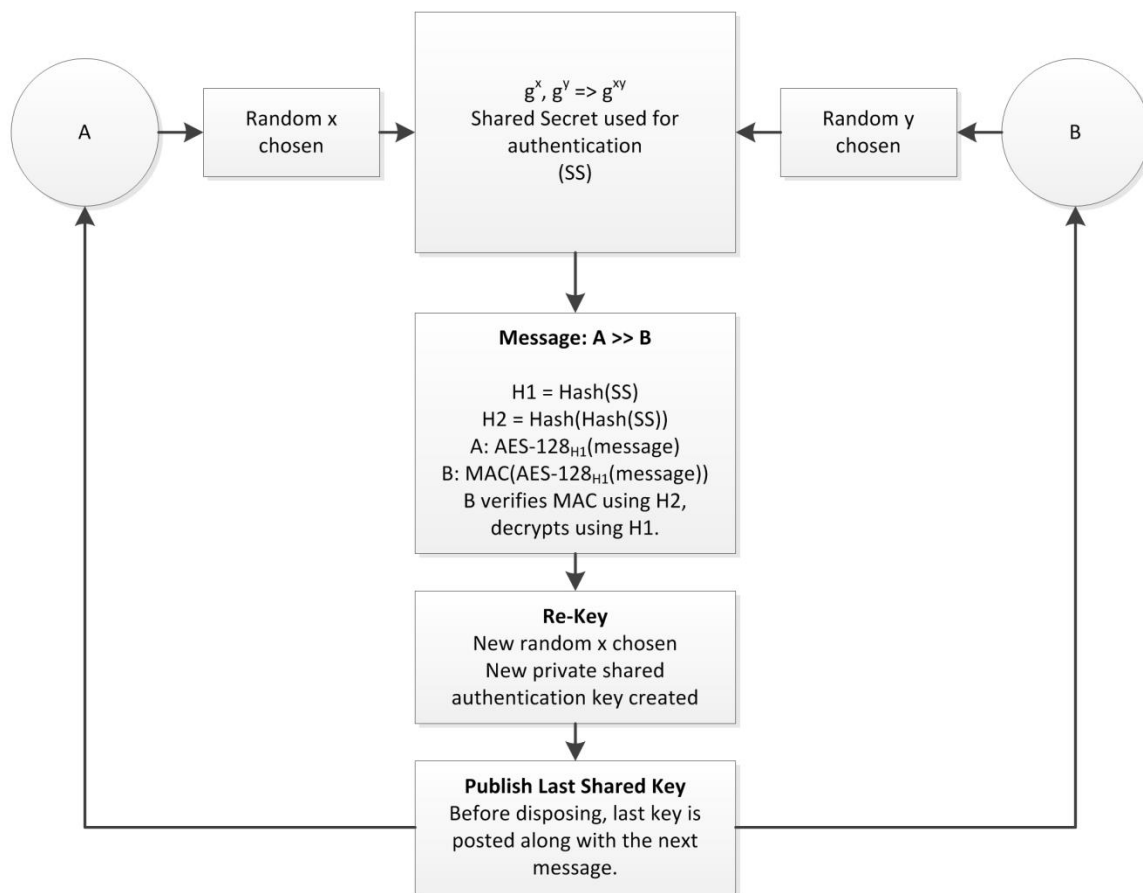 A
Random x
chosen
gˣ, gʸ => gˣʸ
Shared Secret used for
authentication
(SS)
Random y
chosen
B
Message: A >> B
H1 = Hash(SS)
H2 = Hash(Hash(SS))
A: AES-128H1(message)
B: MAC(AES-128H1(message))
B verifies MAC using H2,
decrypts using H1.
Re-Key
New random x chosen
New private shared
authentication key created
Publish Last Shared Key
Before disposing, last key is
posted along with the next
message.